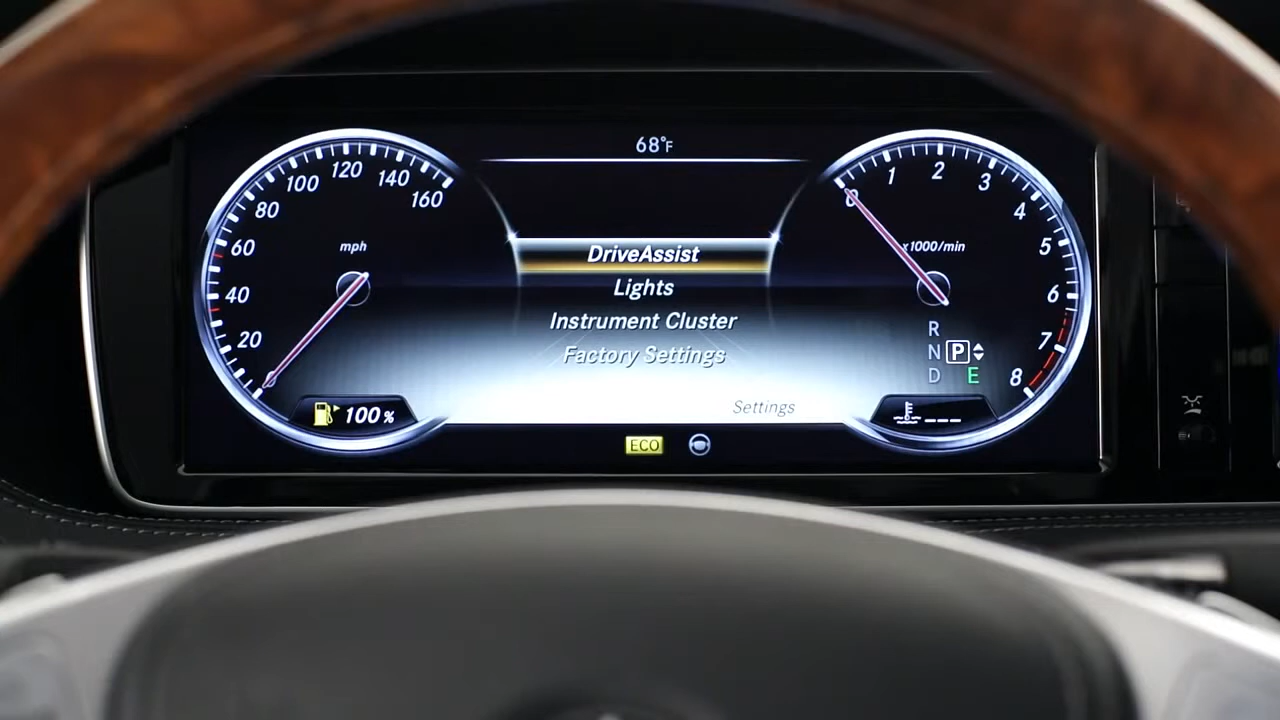 68°F
120
100
140
80
160
60
mph
40
20
100%
DriveAssist
Lights
Instrument Cluster
Factory Settings
Settings
ECO
0
1
2
3
4
5
x1000/min
6
7
8
R
N P
D E
---